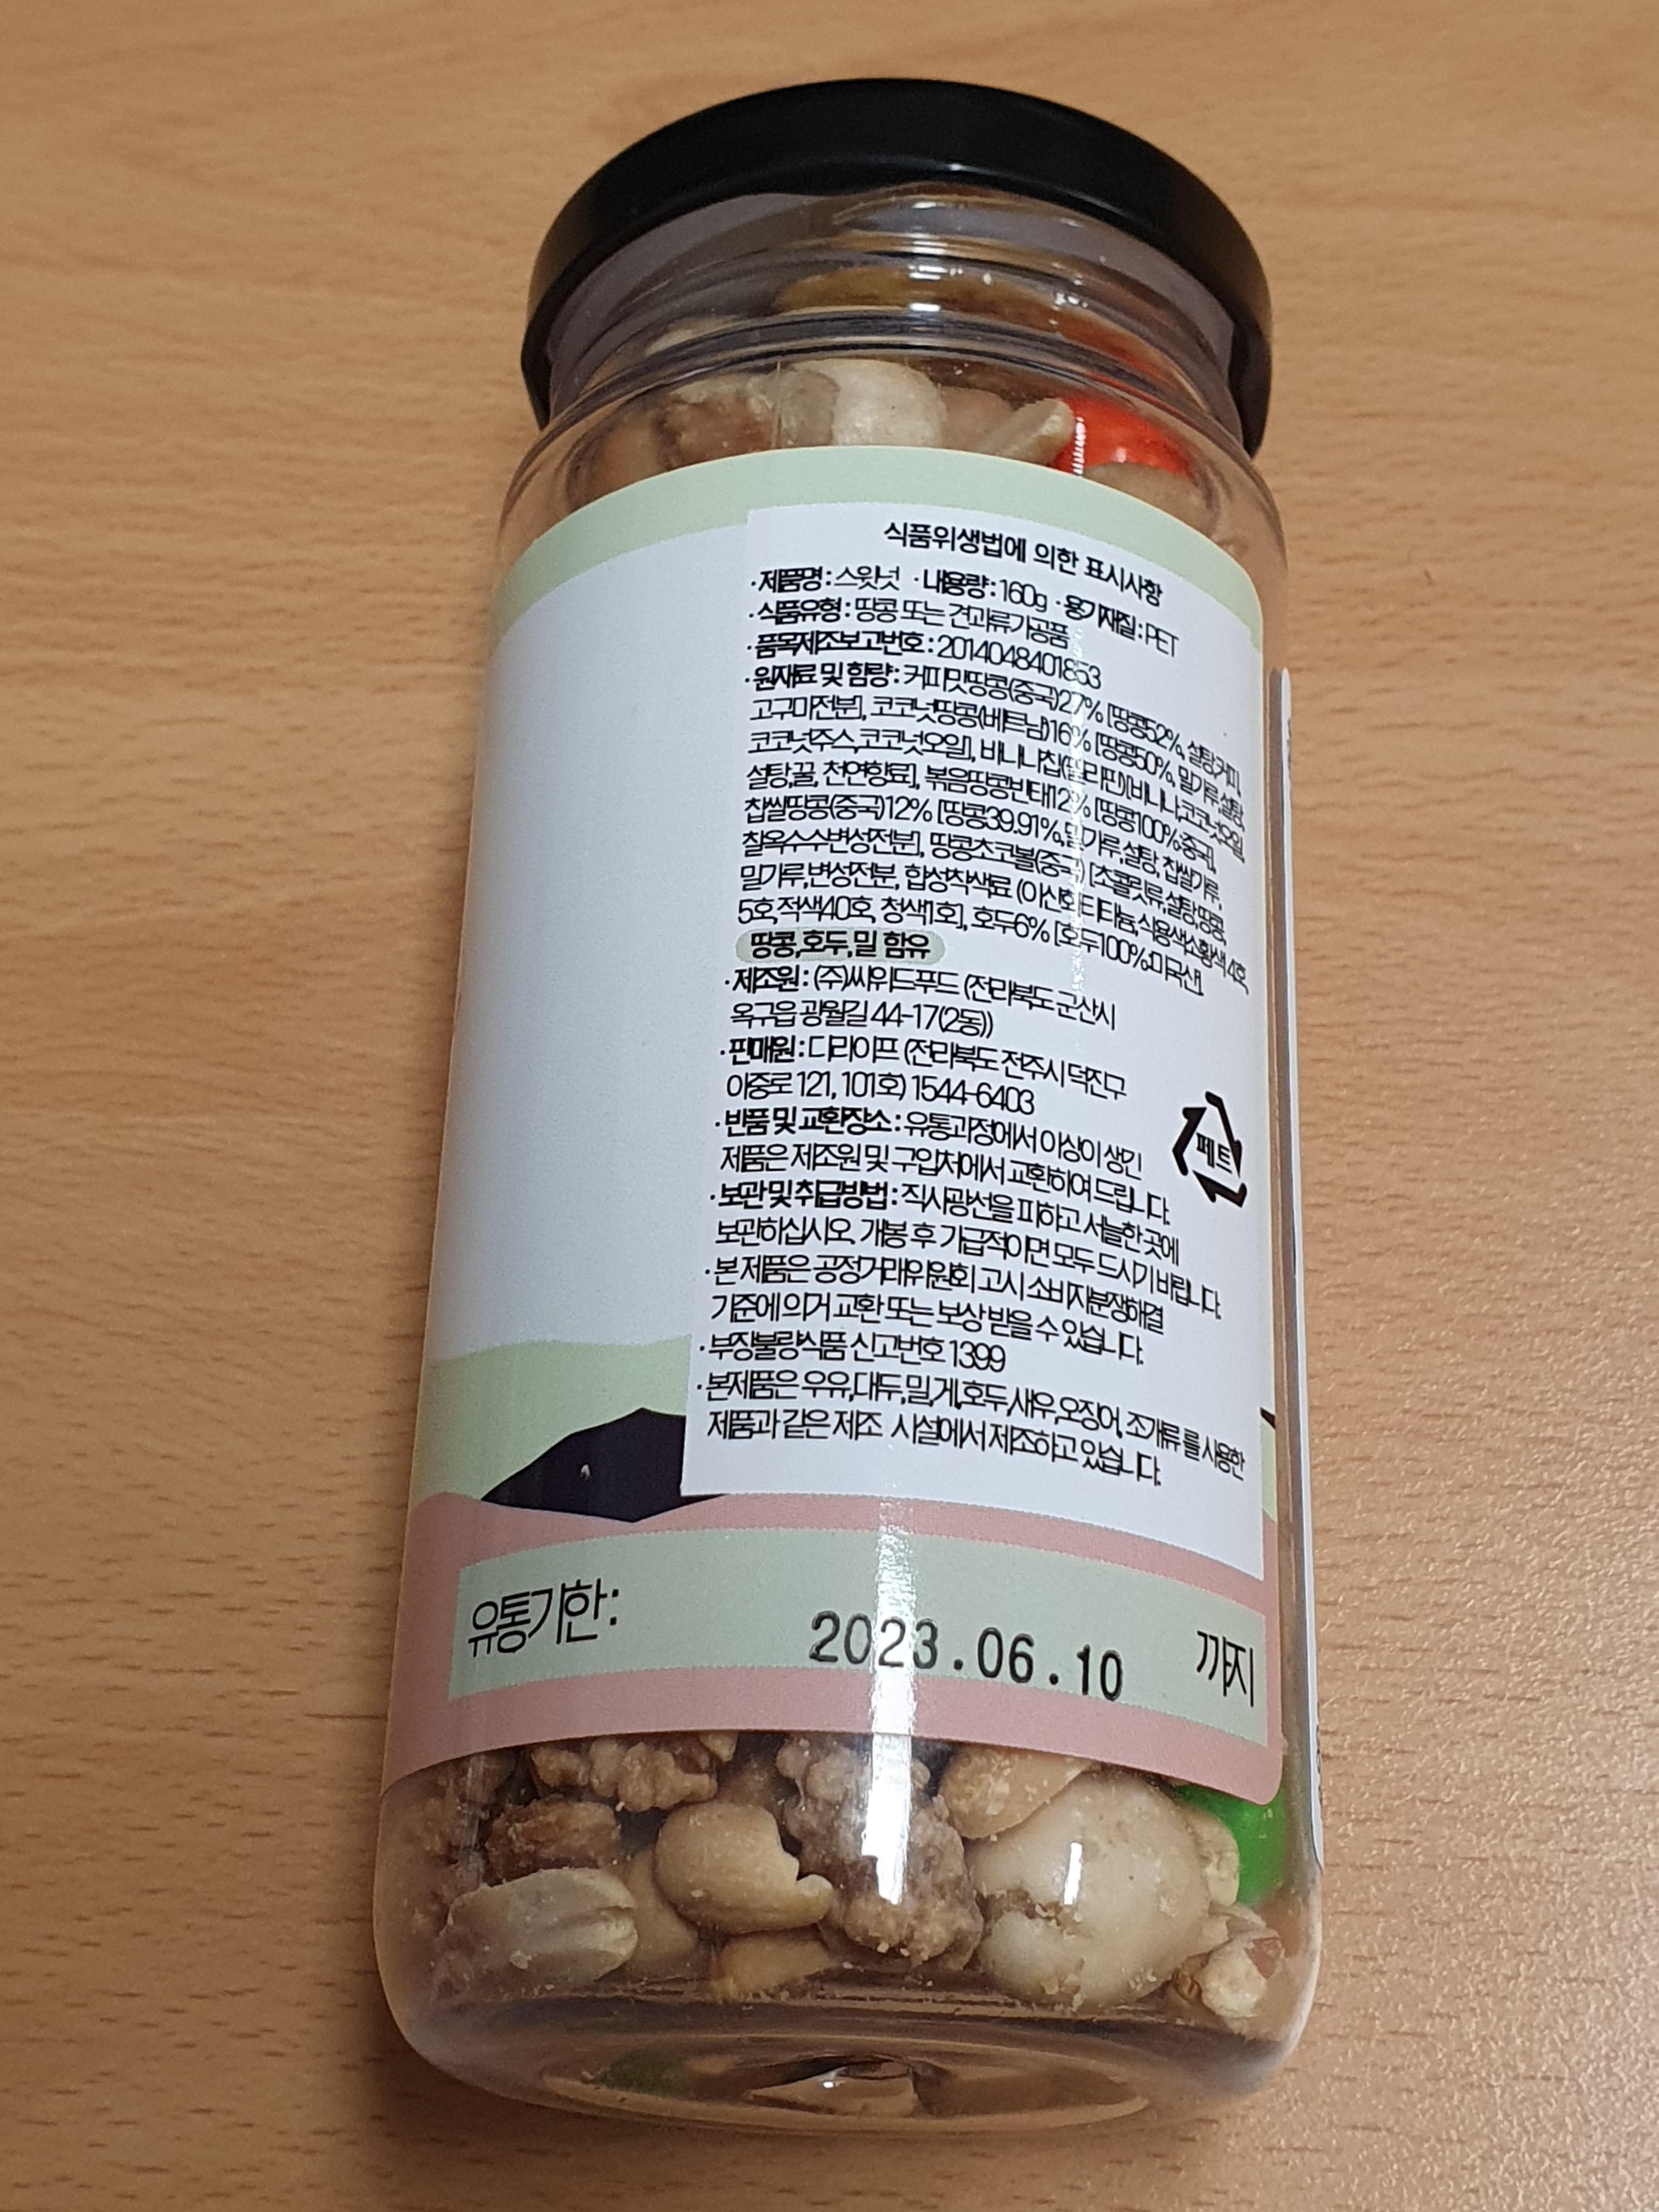 식품위생법에 의한 표시사항
·제품명 : 스윗넛 ·내용량 : 160g ·용기재질 : PET
·식품유형 : 땅콩 또는 견과류가공품
·품목제조보고번호 : 2014048401853
·원재료 및 함량 : 커피맛땅콩(중국)27% [땅콩52%, 설탕,커피,
고구마전분], 코코넛땅콩(베트남)16% [땅콩50%, 밀가루,설탕,
코코넛주스,코코넛오일], 바나나칩(필리핀)[바나나,코코넛오일,
설탕,꿀, 천연향료], 볶음땅콩반태12% [땅콩100%:중국],
찹쌀땅콩(중국)12% [땅콩39.91%,밀가루,설탕, 찹쌀가루,
찰옥수수변성전분], 땅콩초코볼(중국) [초콜릿류,설탕,땅콩,
밀가루,변성전분, 합성착색료 (이산화티타늄,식용색소황색 4호,
5호,적색40호, 청색1호], 호두6% [호두100%:미국산]
땅콩,호두,밀 함유
·제조원 : (주)씨위드푸드 (전라북도 군산시
옥구읍 광월길 44-17(2동))
·판매원 : 디라이프 (전라북도 전주시 덕진구
아중로 121, 101호) 1544-6403
·반품 및 교환장소 : 유통과정에서 이상이 생긴
제품은 제조원 및 구입처에서 교환하여 드립니다.
페트
·보관 및 취급방법 : 직사광선을 피하고 서늘한 곳에
보관하십시오. 개봉 후 가급적이면 모두 드시기 바랍니다.
·본 제품은 공정거래위원회 고시 소비자분쟁해결
기준에 의거 교환 또는 보상 받을 수 있습니다.
·부정불량식품 신고번호 1399
·본제품은 우유,대두,밀,게,호두,새우,오징어, 조개류 를 사용한
제품과 같은 제조 시설에서 제조하고 있습니다.
유통기한 : 2023.06.10 까지